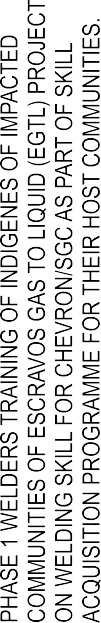 PHASE 1 WELDERS TRAINING OF INDIGENES OF IMPACTED
COMMUNITIES OF ESCRAVOS GAS TO LIQUID (EGTL) PROJECT
ON WELDING SKILL FOR CHEVRON/SGC AS PART OF SKILL
ACQUISITION PROGRAMME FOR THEIR HOST COMMUNITIES.